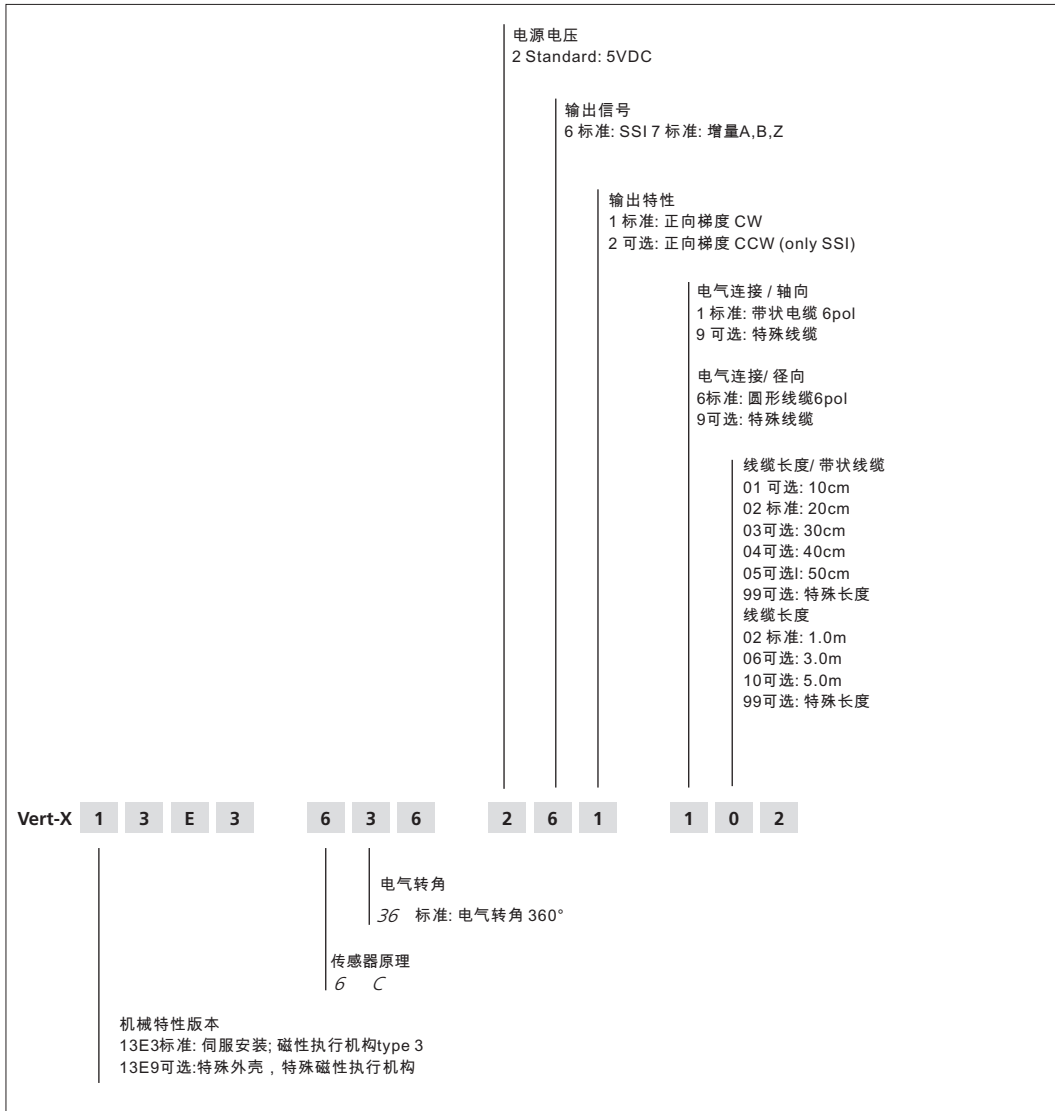 电源电压
2 Standard: 5VDC
输出信号
6 标准: SSI 7 标准: 增量A,B,Z
输出特性
1 标准: 正向梯度 CW
2 可选: 正向梯度 CCW (only SSI)
电气连接 / 轴向
1 标准: 带状电缆 6pol
9 可选: 特殊线缆
电气连接/ 径向
6标准: 圆形线缆6pol
9可选: 特殊线缆
线缆长度/ 带状线缆
01 可选: 10cm
02 标准: 20cm
03可选: 30cm
04可选: 40cm
05可选l: 50cm
99可选: 特殊长度
线缆长度
02 标准: 1.0m
06可选: 3.0m
10可选: 5.0m
99可选: 特殊长度
Vert-X 1 3 E 3 6 3 6 2 6 1 1 0 2
电气转角
36 标准: 电气转角 360°
传感器原理
6 C
机械特性版本
13E3标准: 伺服安装; 磁性执行机构type 3
13E9可选:特殊外壳，特殊磁性执行机构